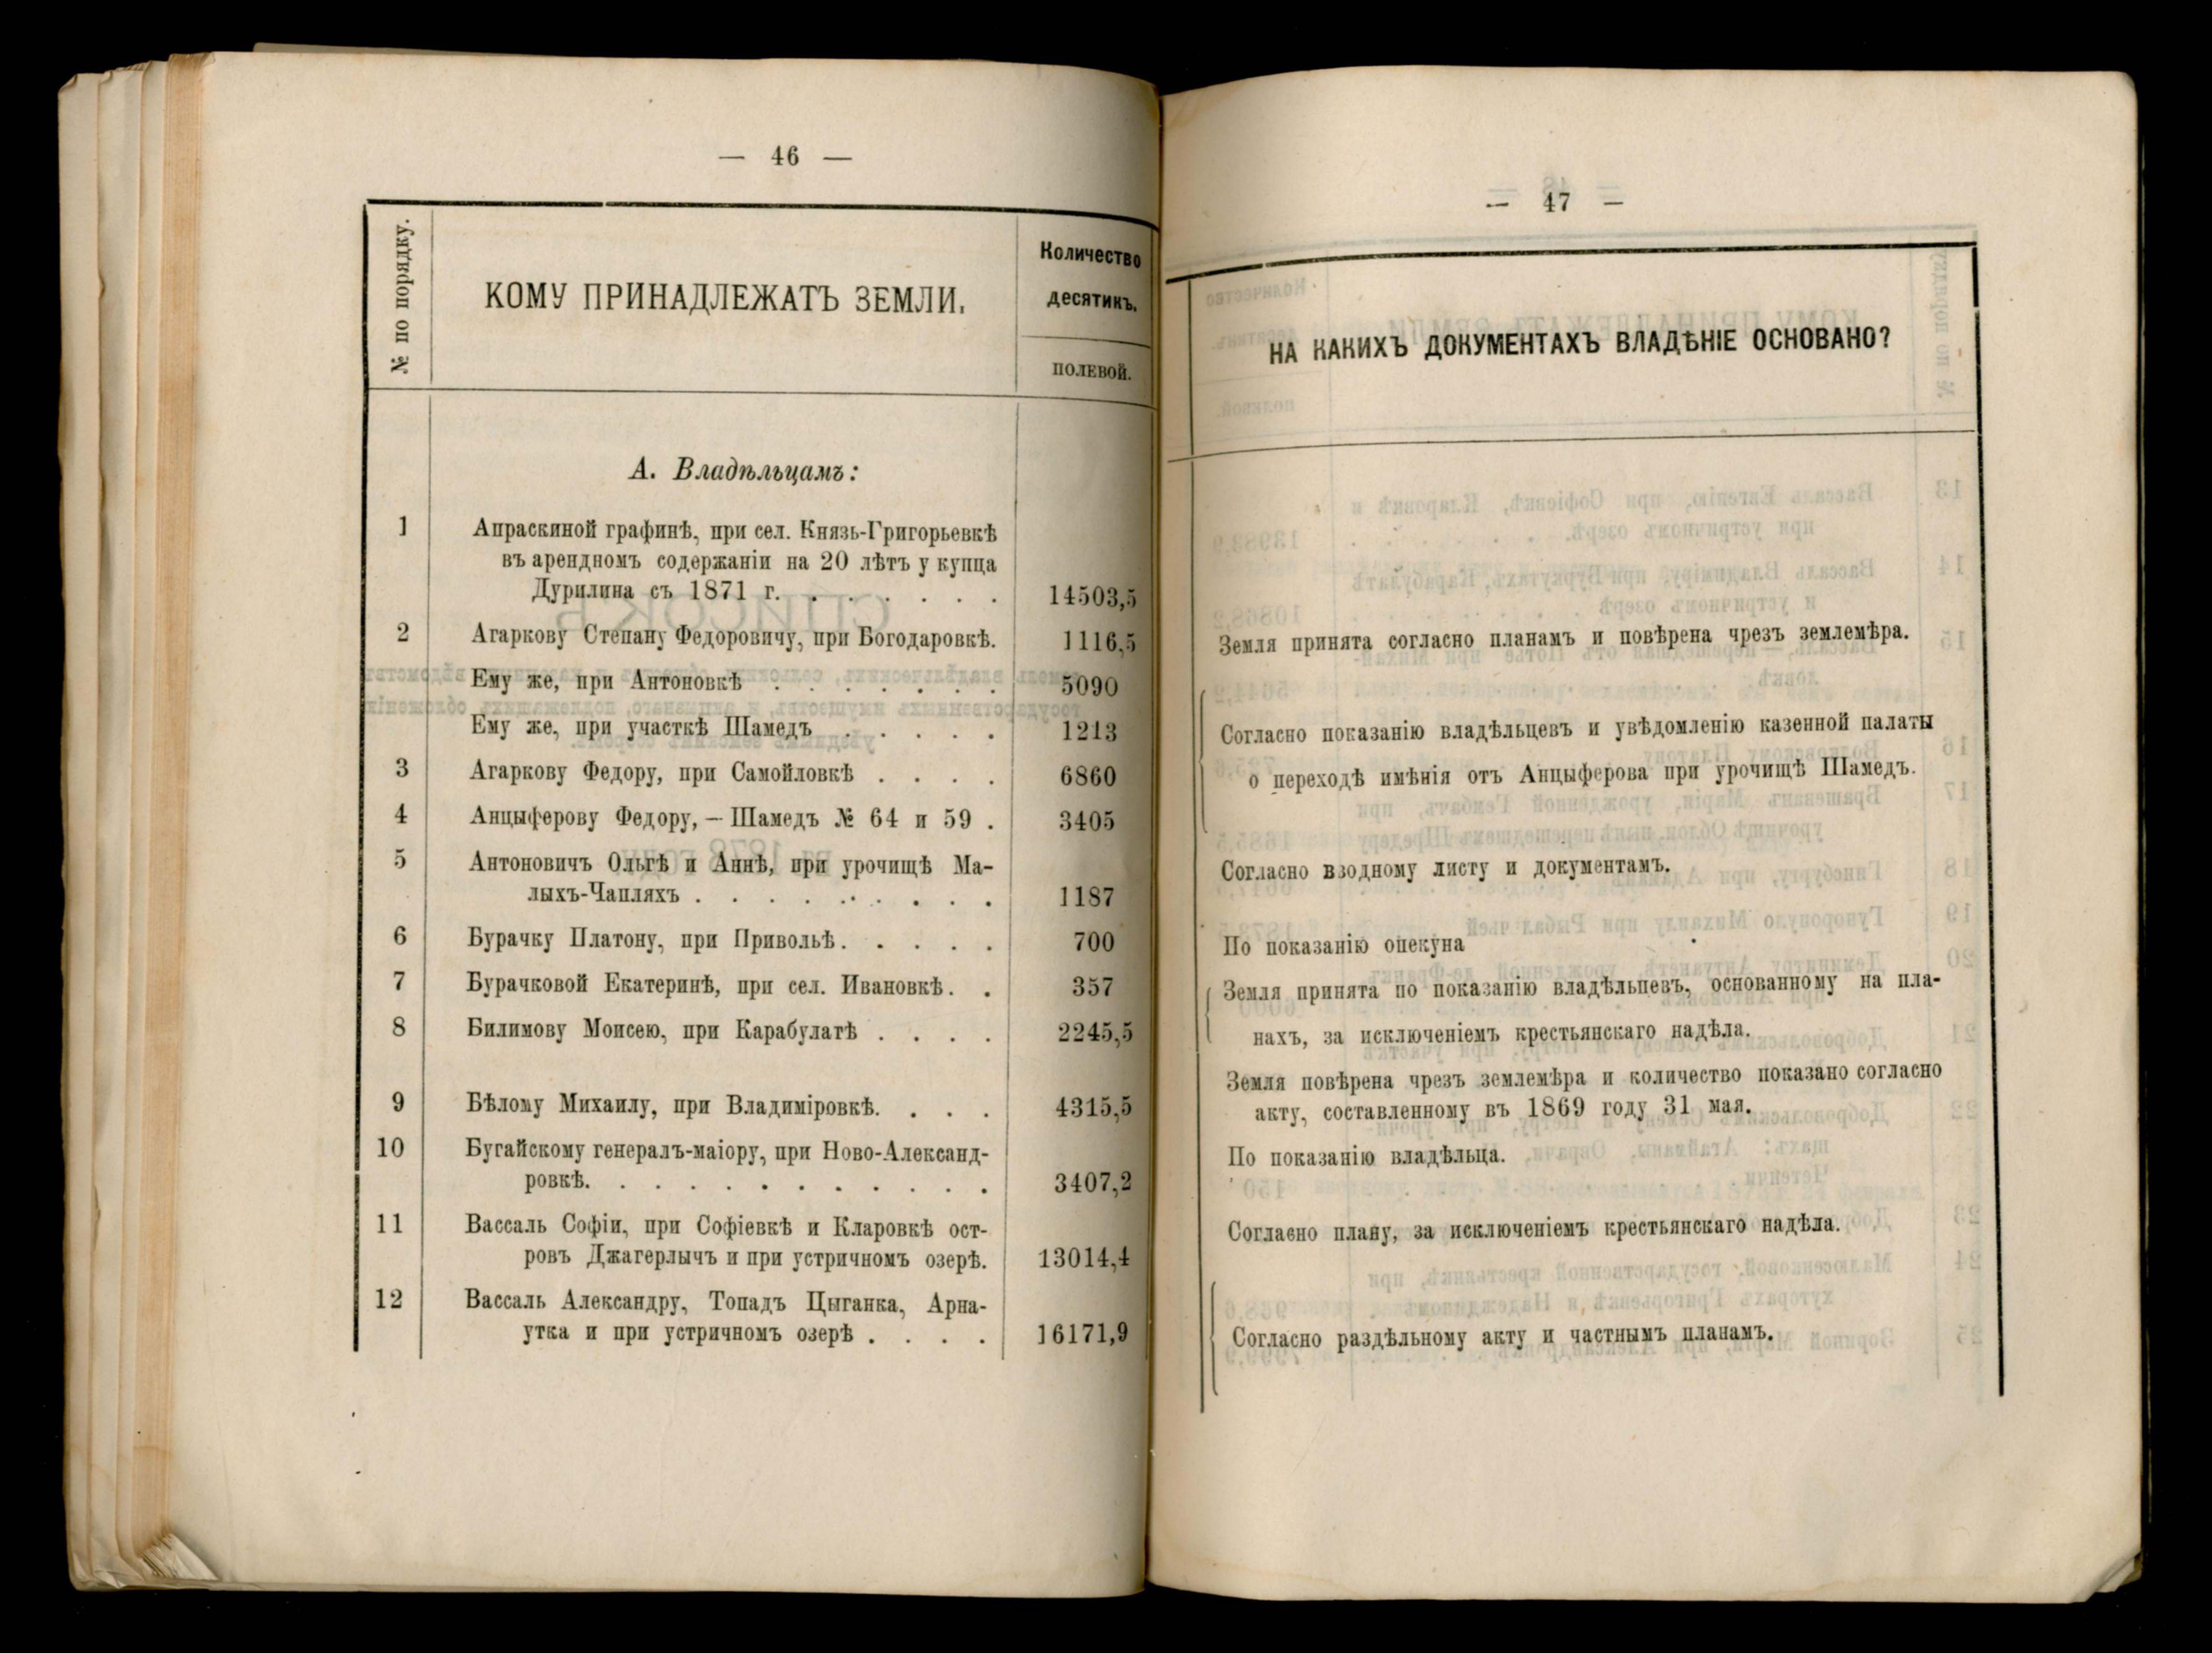 — 46 —
№ по порядку.
КОМУ ПРИНАДЛЕЖАТЪ ЗЕМЛИ.
Количество
десятикъ.
ПОЛЕВОЙ.
А. Владѣльцамъ:
1 Апраскиной графинѣ, при сел. Князь-Григорьевкѣ
въ арендномъ содержаніи на 20 лѣтъ у купца
Дурилина съ 1871 г. . . . . . . 14503,5
2 Агаркову Степану Федоровичу, при Богодаровкѣ. 1116,5
Ему же, при Антоновкѣ . . . . . . . 5090
Ему же, при участкѣ Шамедъ . . . . . 1213
3 Агаркову Федору, при Самойловкѣ . . . . 6860
4 Анцыферову Федору, — Шамедъ № 64 и 59 . 3405
5 Антоновичъ Ольгѣ и Аннѣ, при урочищѣ Ма-
лыхъ-Чапляхъ . . . . . . . . . 1187
6 Бурачку Платону, при Привольѣ. . . . . 700
7 Бурачковой Екатеринѣ, при сел. Ивановкѣ. . 357
8 Билимову Моисею, при Карабулатѣ . . . . 2245,5
9 Бѣлому Михаилу, при Владиміровкѣ. . . . 4315,5
10 Бугайскому генералъ-маіору, при Ново-Александ-
ровкѣ. . . . . . . . . . . . 3407,2
11 Вассаль Софіи, при Софіевкѣ и Кларовкѣ ост-
ровъ Джагерлычъ и при устричномъ озерѣ. 13014,4
12 Вассаль Александру, Топадъ Цыганка, Арна-
утка и при устричномъ озерѣ . . . . 16171,9
— 47 —
НА КАКИХЪ ДОКУМЕНТАХЪ ВЛАДѢНІЕ ОСНОВАНО?
Земля принята согласно планамъ и повѣрена чрезъ землемѣра.
Согласно показанію владѣльцевъ и увѣдомленію казенной палаты
о переходѣ имѣнія отъ Анцыферова при урочищѣ Шамедъ.
Согласно вводному листу и документамъ.
По показанію опекуна
Земля принята по показанію владѣльцевъ, основанному на пла-
нахъ, за исключеніемъ крестьянскаго надѣла.
Земля повѣрена чрезъ землемѣра и количество показано согласно
акту, составленному въ 1869 году 31 мая.
По показанію владѣльца.
Согласно плану, за исключеніемъ крестьянскаго надѣла.
Согласно раздѣльному акту и частнымъ планамъ.